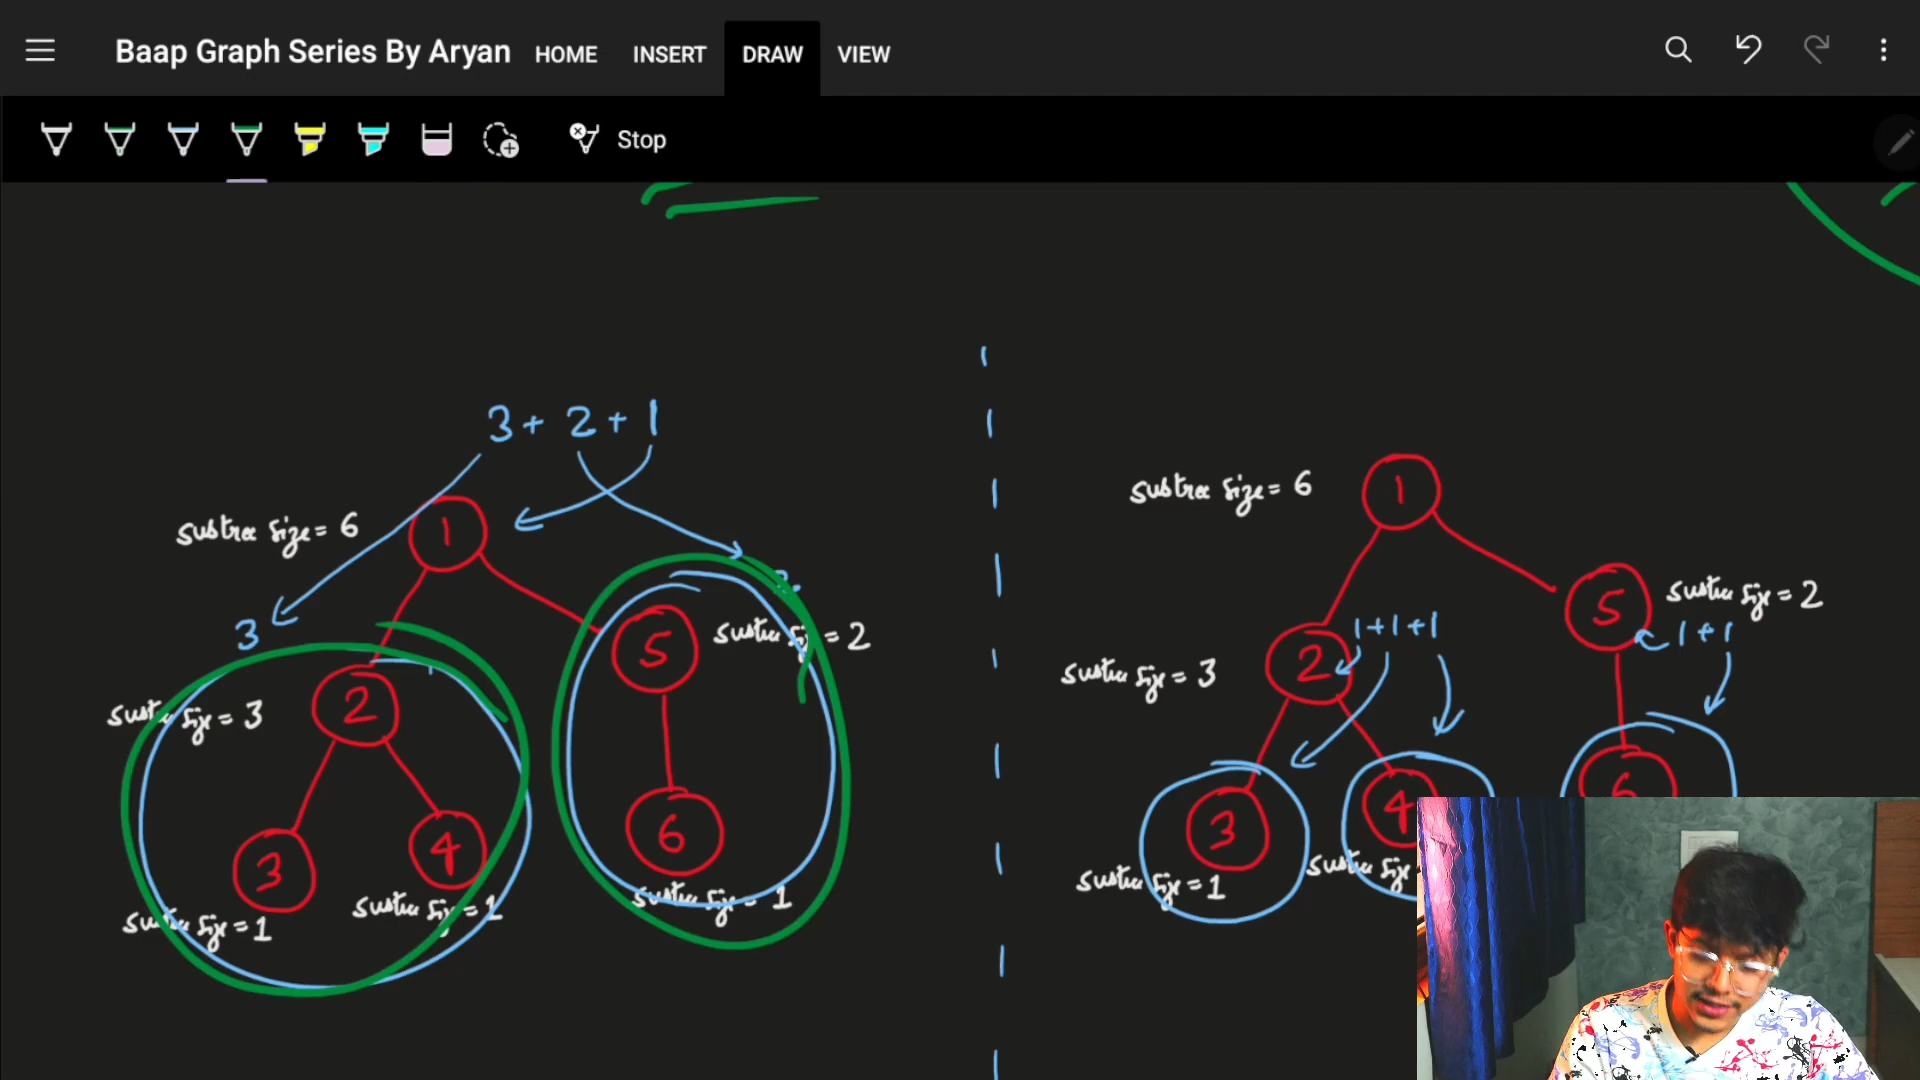 Baap Graph Series By Aryan HOME INSERT DRAW VIEW
Stop
3 + 2 + 1
Subtree Size = 6
1
3
2
5
Subtree Size = 2
Subtree Size = 3
3
4
6
Subtree Size = 1
Subtree Size = 1
Subtree Size = 1
Subtree Size = 6
1
5
Subtree Size = 2
1 + 1
2
1 + 1 + 1
Subtree Size = 3
3
4
6
Subtree Size = 1
Subtree Size